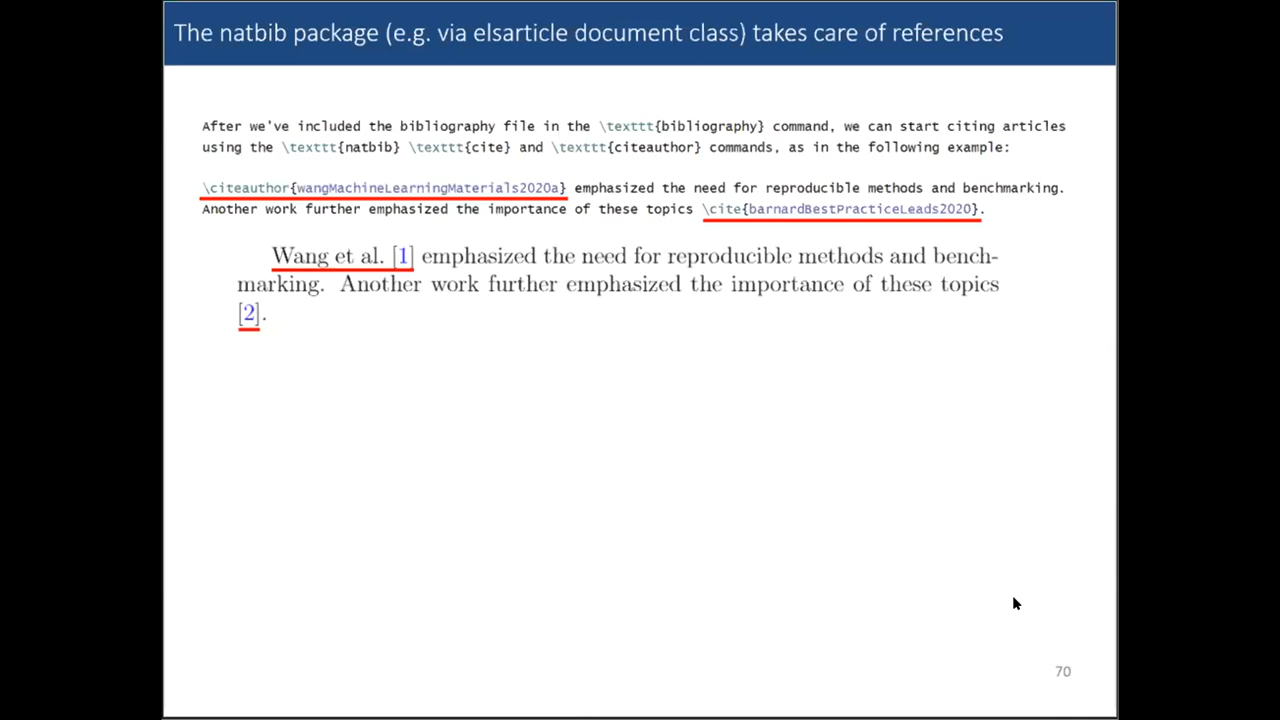 The natbib package (e.g. via elsarticle document class) takes care of references
After we've included the bibliography file in the \texttt{bibliography} command, we can start citing articles
using the \texttt{natbib} \texttt{cite} and \texttt{citeauthor} commands, as in the following example:
\citeauthor{wangMachineLearningMaterials2020a} emphasized the need for reproducible methods and benchmarking.
Another work further emphasized the importance of these topics \cite{barnardBestPracticeLeads2020}.
Wang et al. [1] emphasized the need for reproducible methods and bench-
marking. Another work further emphasized the importance of these topics
[2].
70